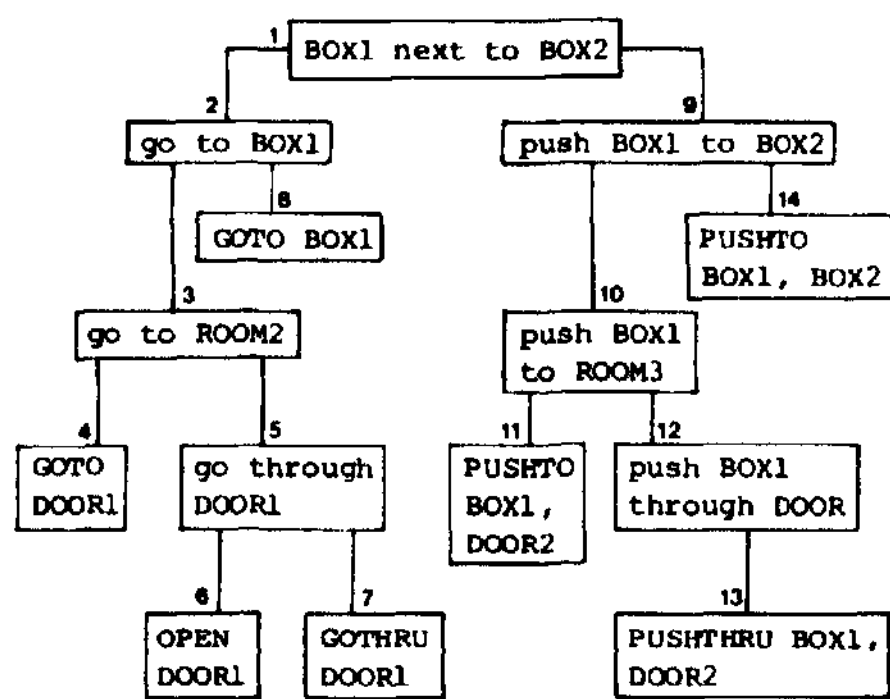 1
BOX1 next to BOX2
2
9
go to BOX1
push BOX1 to BOX2
8
14
GOTO BOX1
PUSHTO
BOX1, BOX2
3
10
go to ROOM2
push BOX1
to ROOM3
4
5
11
12
GOTO
DOOR1
go through
DOOR1
PUSHTO
BOX1,
DOOR2
push BOX1
through DOOR
6
7
13
OPEN
DOOR1
GOTHRU
DOOR1
PUSHTHRU BOX1,
DOOR2